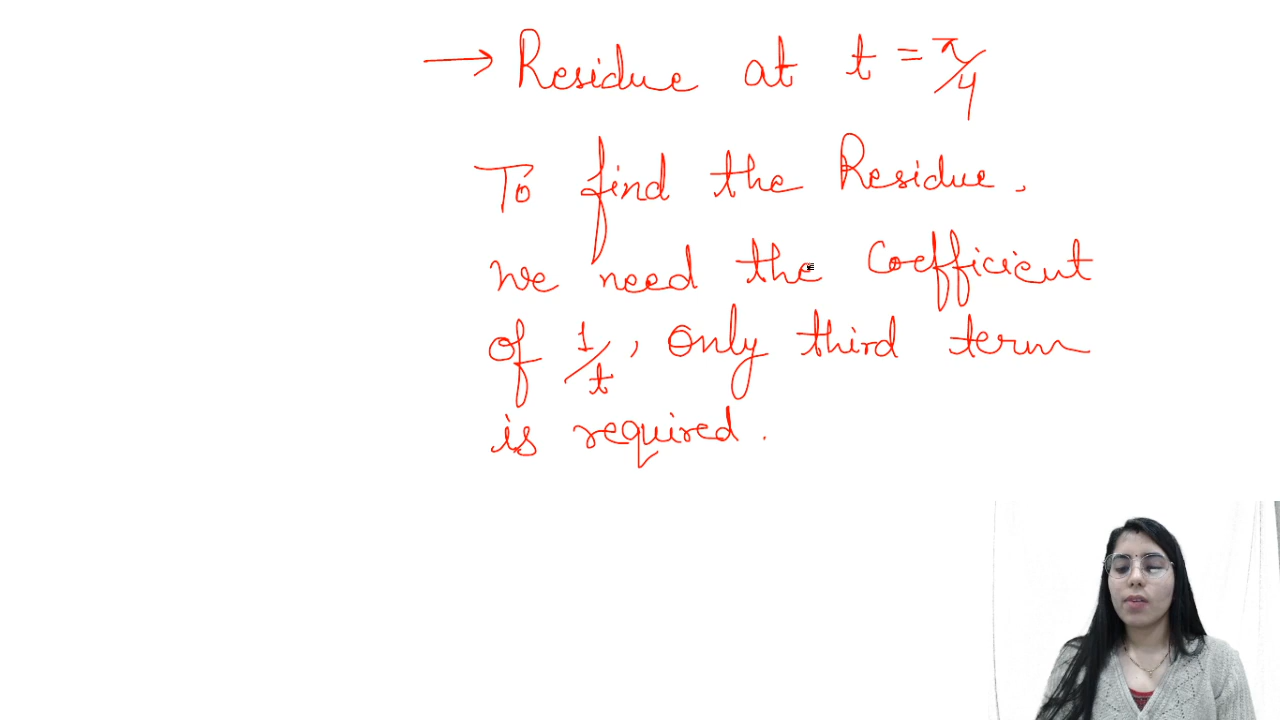 → Residue at t = π/4
To find the Residue,
we need the coefficient
of 1/t, only third term
is required.